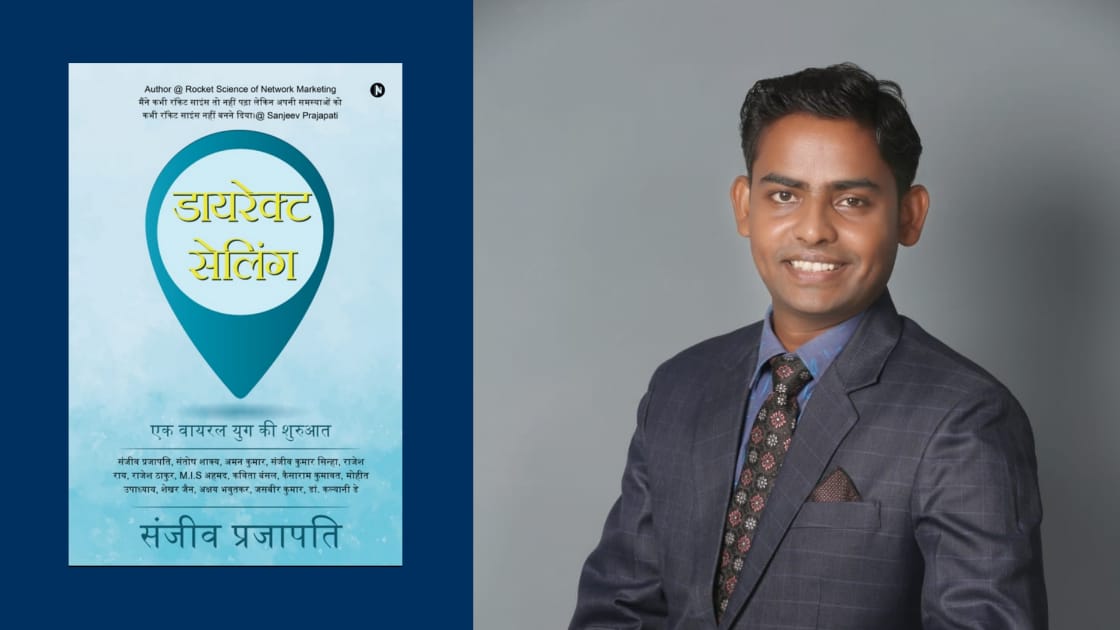 Author @ Rocket Science of Network Marketing
मैंने कभी रॉकेट साइंस तो नहीं पढ़ा लेकिन अपनी समस्याओं को
कभी रॉकेट साइंस नहीं बनने दिया।@ Sanjeev Prajapati
डायरेक्ट
सेलिंग
एक वायरल युग की शुरुआत
संजीव प्रजापति, संतोष शाक्य, अमन कुमार, संजीव कुमार सिन्हा, राजेश
राय, राजेश ठाकुर, M.I.S अहमद, कविता बंसल, कैसाराम कुमावत, मोहीत
उपाध्याय, शेखर जैन, अक्षय भबुतकर, जसबीर कुमार, डां. कल्यानी डे
संजीव प्रजापति